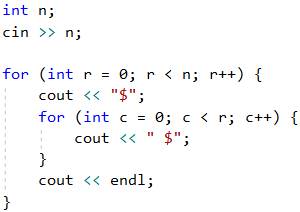 int n;
cin >> n;
for (int r = 0; r < n; r++) {
    cout << "$";
    for (int c = 0; c < r; c++) {
        cout << " $";
    }
    cout << endl;
}